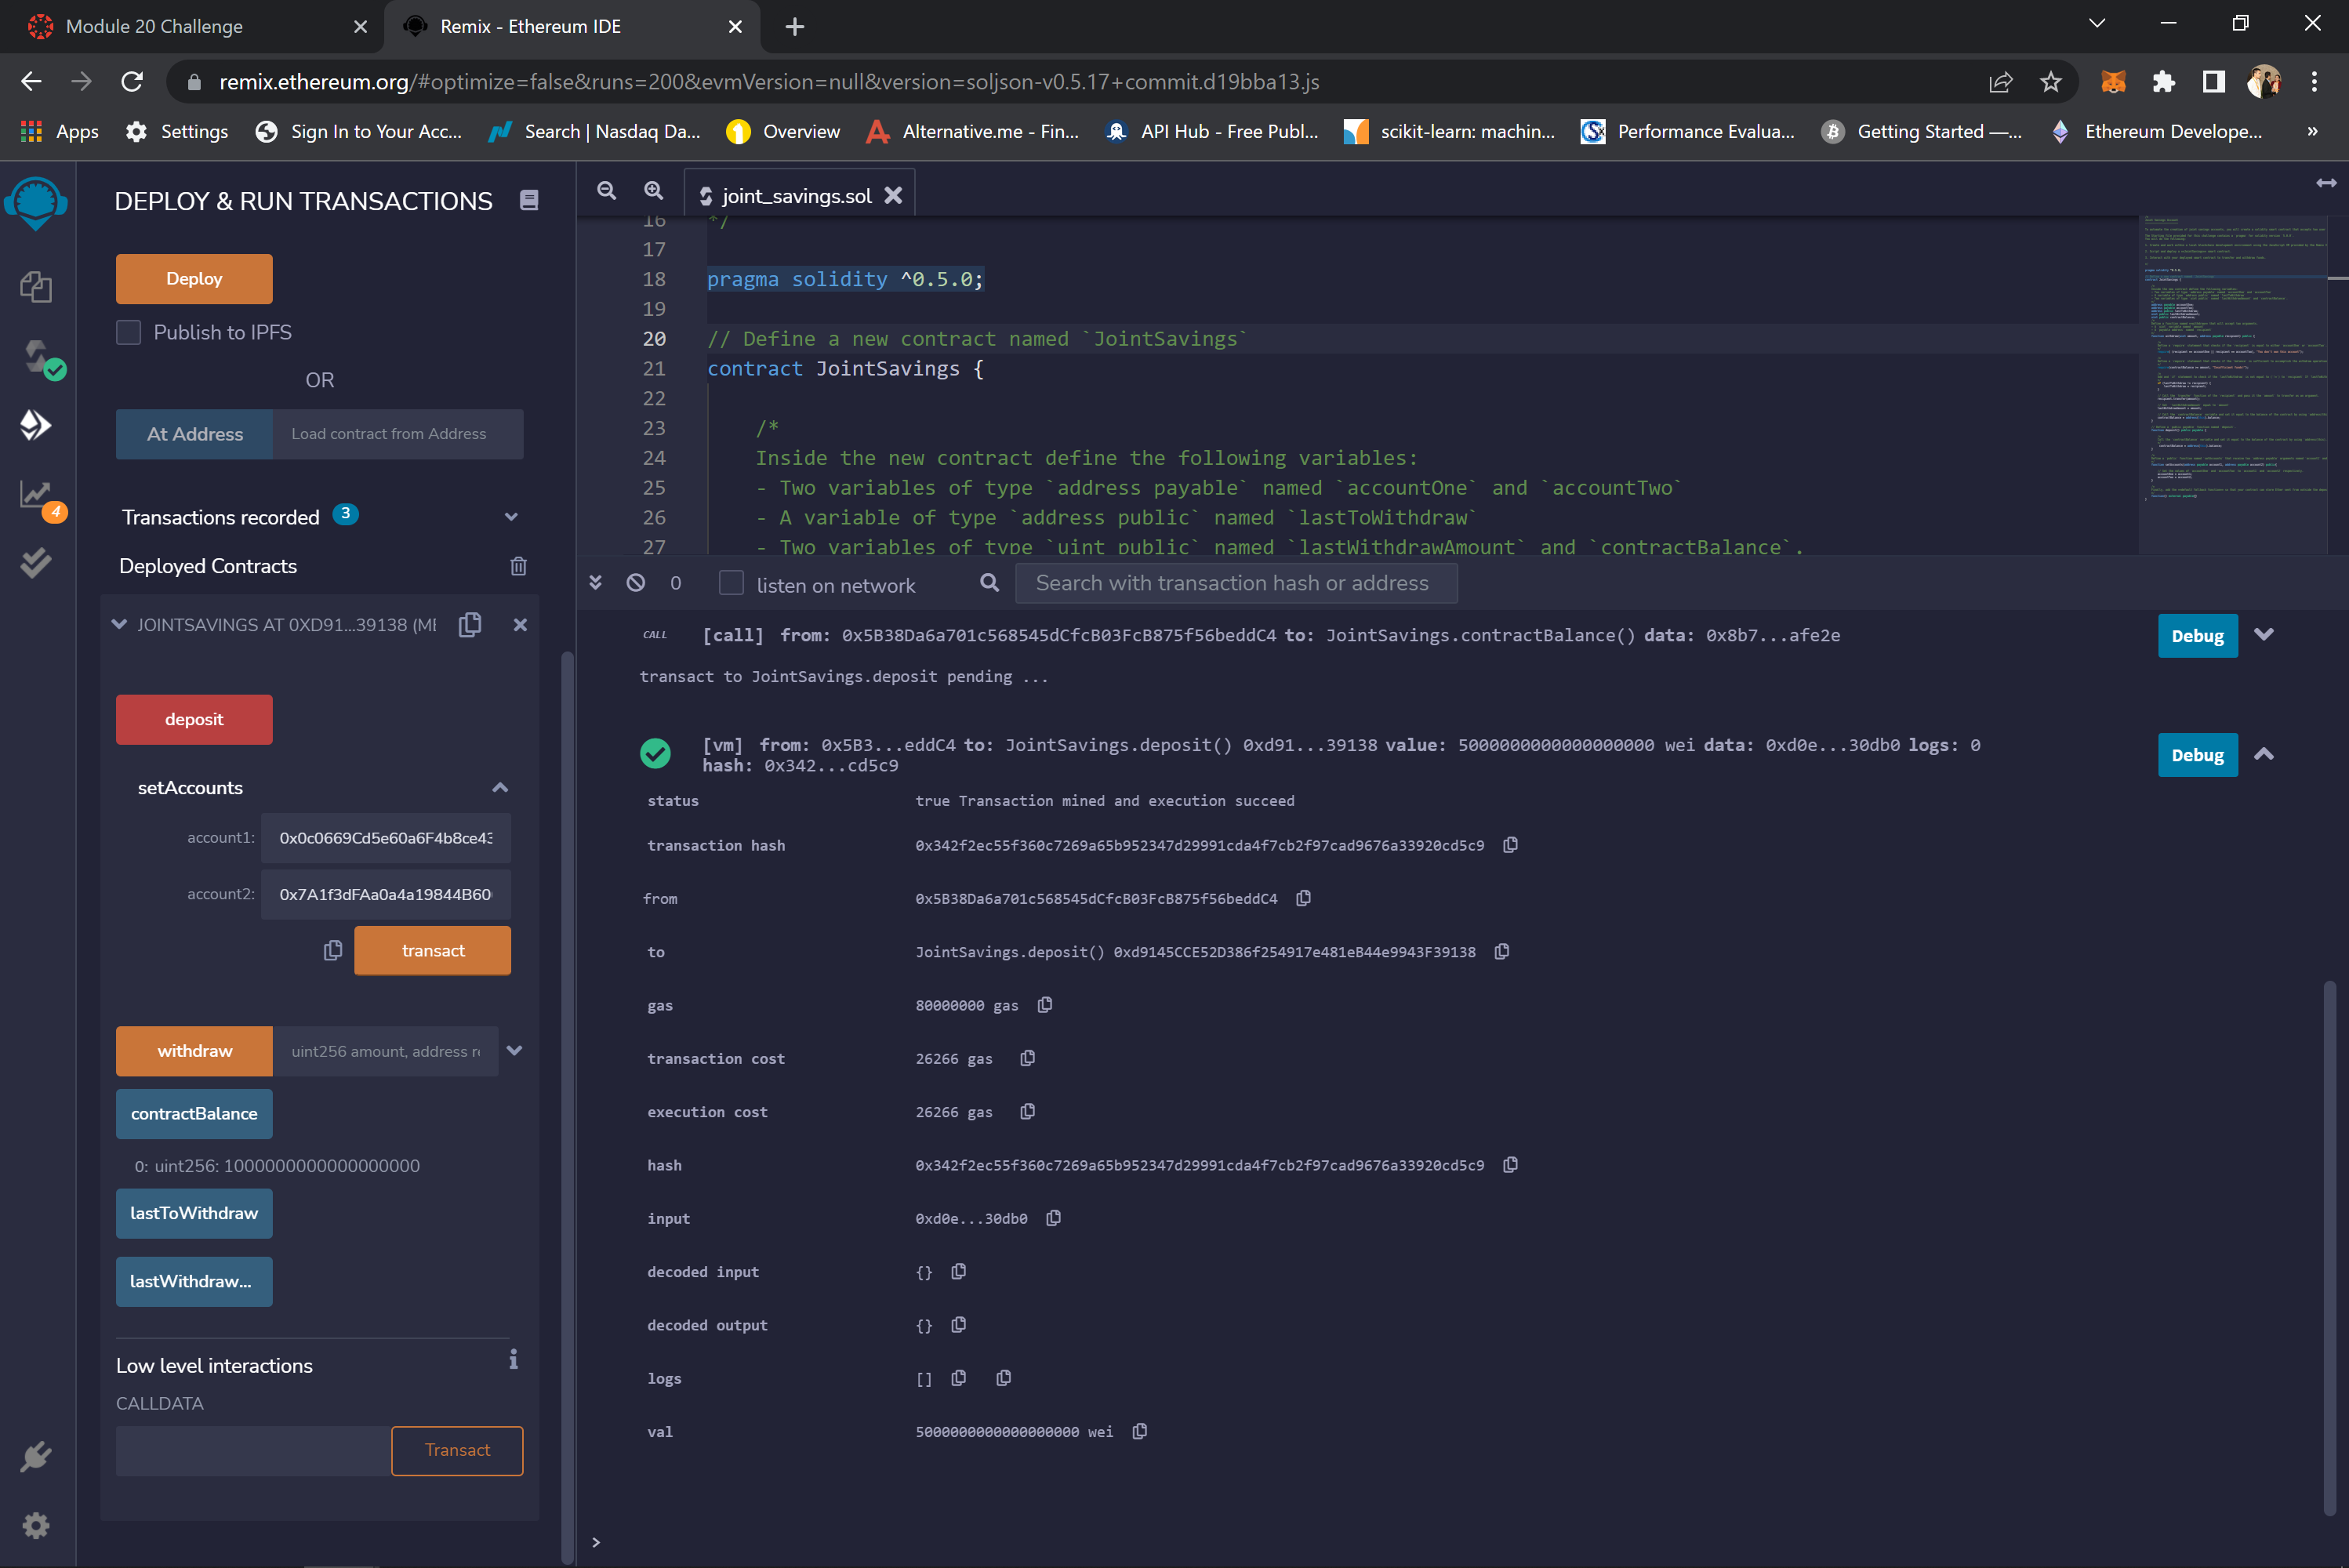 Module 20 Challenge
Remix - Ethereum IDE
remix.ethereum.org/#optimize=false&runs=200&evmVersion=null&version=soljson-v0.5.17+commit.d19bba13.js
Apps Settings Sign In to Your Acc... Search | Nasdaq Da... Overview Alternative.me - Fin... API Hub - Free Publ... scikit-learn: machin... Performance Evalua... Getting Started —... Ethereum Develope... »
DEPLOY & RUN TRANSACTIONS
Deploy
Publish to IPFS
OR
At Address Load contract from Address
4
Transactions recorded 3
Deployed Contracts
JOINTSAVINGS AT 0XD91...39138 (ME
deposit
setAccounts
account1: 0x0c0669Cd5e60a6F4b8ce43
account2: 0x7A1f3dFAa0a4a19844B60
transact
withdraw uint256 amount, address re
contractBalance
0: uint256: 1000000000000000000
lastToWithdraw
lastWithdraw...
Low level interactions
CALLDATA
Transact
joint_savings.sol
16 */
17
18 pragma solidity ^0.5.0;
19
20 // Define a new contract named `JointSavings`
21 contract JointSavings {
22
23 /*
24 Inside the new contract define the following variables:
25 - Two variables of type `address payable` named `accountOne` and `accountTwo`
26 - A variable of type `address public` named `lastToWithdraw`
27 - Two variables of type `uint public` named `lastWithdrawAmount` and `contractBalance`.
0 listen on network Search with transaction hash or address
CALL [call] from: 0x5B38Da6a701c568545dCfcB03FcB875f56beddC4 to: JointSavings.contractBalance() data: 0x8b7...afe2e Debug
transact to JointSavings.deposit pending ...
[vm] from: 0x5B3...eddC4 to: JointSavings.deposit() 0xd91...39138 value: 5000000000000000000 wei data: 0xd0e...30db0 logs: 0
hash: 0x342...cd5c9
Debug
status true Transaction mined and execution succeed
transaction hash 0x342f2ec55f360c7269a65b952347d29991cda4f7cb2f97cad9676a33920cd5c9
from 0x5B38Da6a701c568545dCfcB03FcB875f56beddC4
to JointSavings.deposit() 0xd9145CCE52D386f254917e481eB44e9943F39138
gas 80000000 gas
transaction cost 26266 gas
execution cost 26266 gas
hash 0x342f2ec55f360c7269a65b952347d29991cda4f7cb2f97cad9676a33920cd5c9
input 0xd0e...30db0
decoded input {}
decoded output {}
logs []
val 5000000000000000000 wei
>